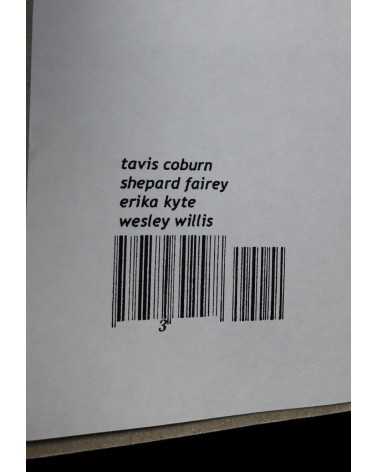 tavis coburn
shepard fairey
erika kyte
wesley willis
3